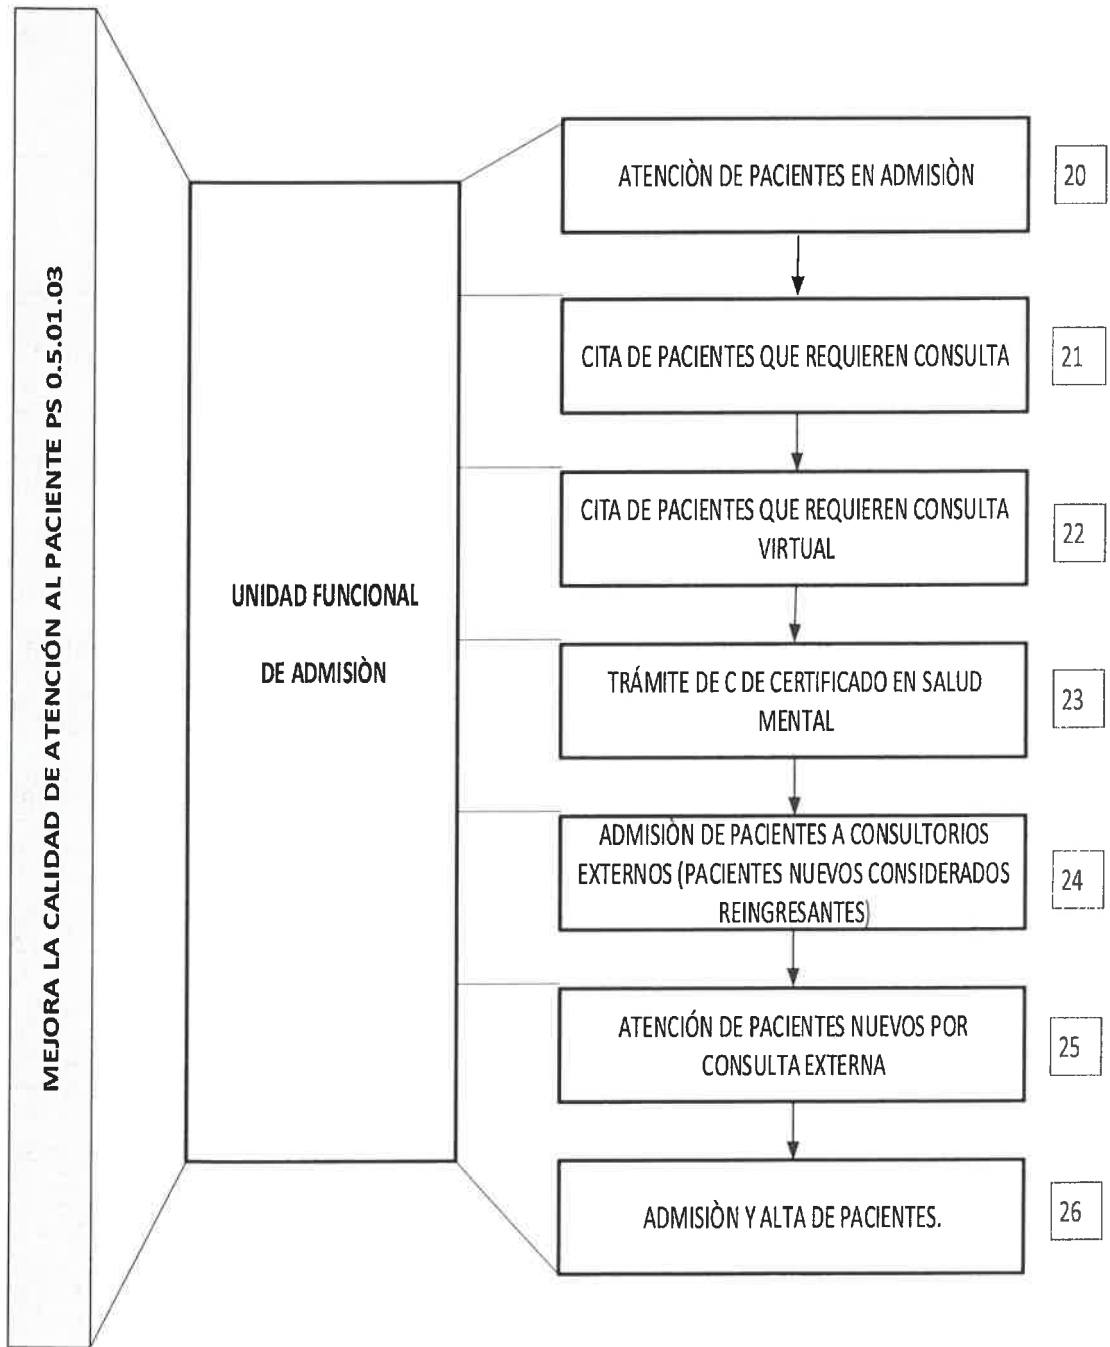 MEJORA LA CALIDAD DE ATENCIÓN AL PACIENTE PS 0.5.01.03
UNIDAD FUNCIONAL
DE ADMISIÒN
ATENCIÒN DE PACIENTES EN ADMISIÒN
20
CITA DE PACIENTES QUE REQUIEREN CONSULTA
21
CITA DE PACIENTES QUE REQUIEREN CONSULTA
VIRTUAL
22
TRÁMITE DE C DE CERTIFICADO EN SALUD
MENTAL
23
ADMISIÒN DE PACIENTES A CONSULTORIOS
EXTERNOS (PACIENTES NUEVOS CONSIDERADOS
REINGRESANTES)
24
ATENCIÓN DE PACIENTES NUEVOS POR
CONSULTA EXTERNA
25
ADMISIÒN Y ALTA DE PACIENTES.
26